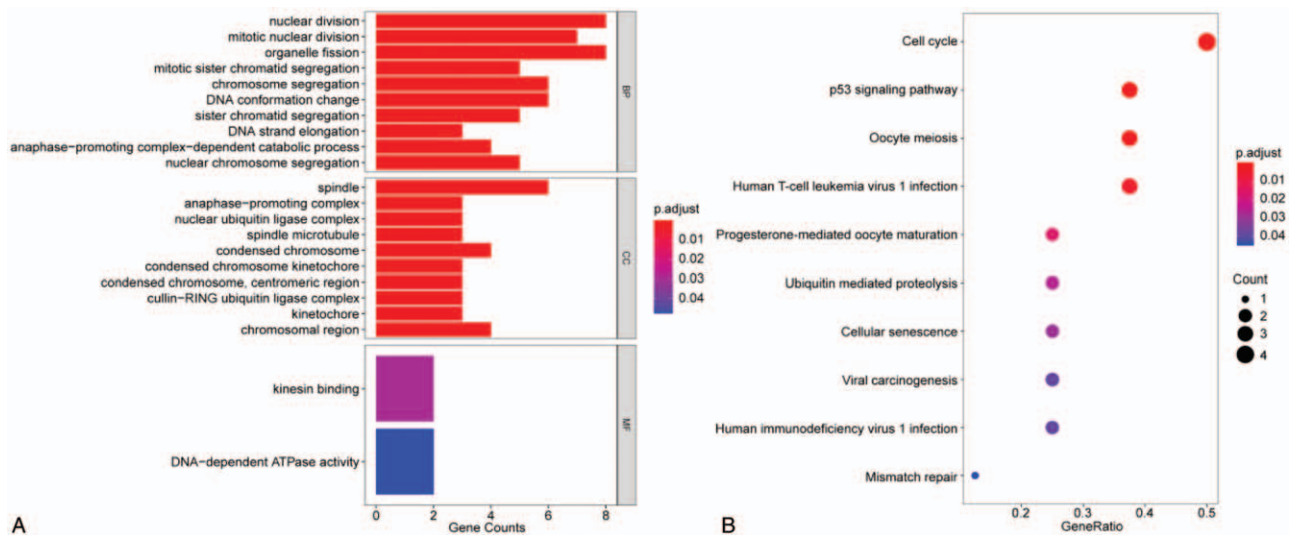 nuclear division
mitotic nuclear division
organelle fission
mitotic sister chromatid segregation
chromosome segregation
DNA conformation change
sister chromatid segregation
DNA strand elongation
anaphase−promoting complex−dependent catabolic process
nuclear chromosome segregation
BP
spindle
anaphase−promoting complex
nuclear ubiquitin ligase complex
spindle microtubule
condensed chromosome
condensed chromosome kinetochore
condensed chromosome, centromeric region
cullin−RING ubiquitin ligase complex
kinetochore
chromosomal region
CC
kinesin binding
DNA−dependent ATPase activity
MF
0 2 4 6 8
Gene Counts
p.adjust
0.01
0.02
0.03
0.04
A
Cell cycle
p53 signaling pathway
Oocyte meiosis
Human T-cell leukemia virus 1 infection
Progesterone-mediated oocyte maturation
Ubiquitin mediated proteolysis
Cellular senescence
Viral carcinogenesis
Human immunodeficiency virus 1 infection
Mismatch repair
0.2 0.3 0.4 0.5
GeneRatio
p.adjust
0.01
0.02
0.03
0.04
Count
1
2
3
4
B